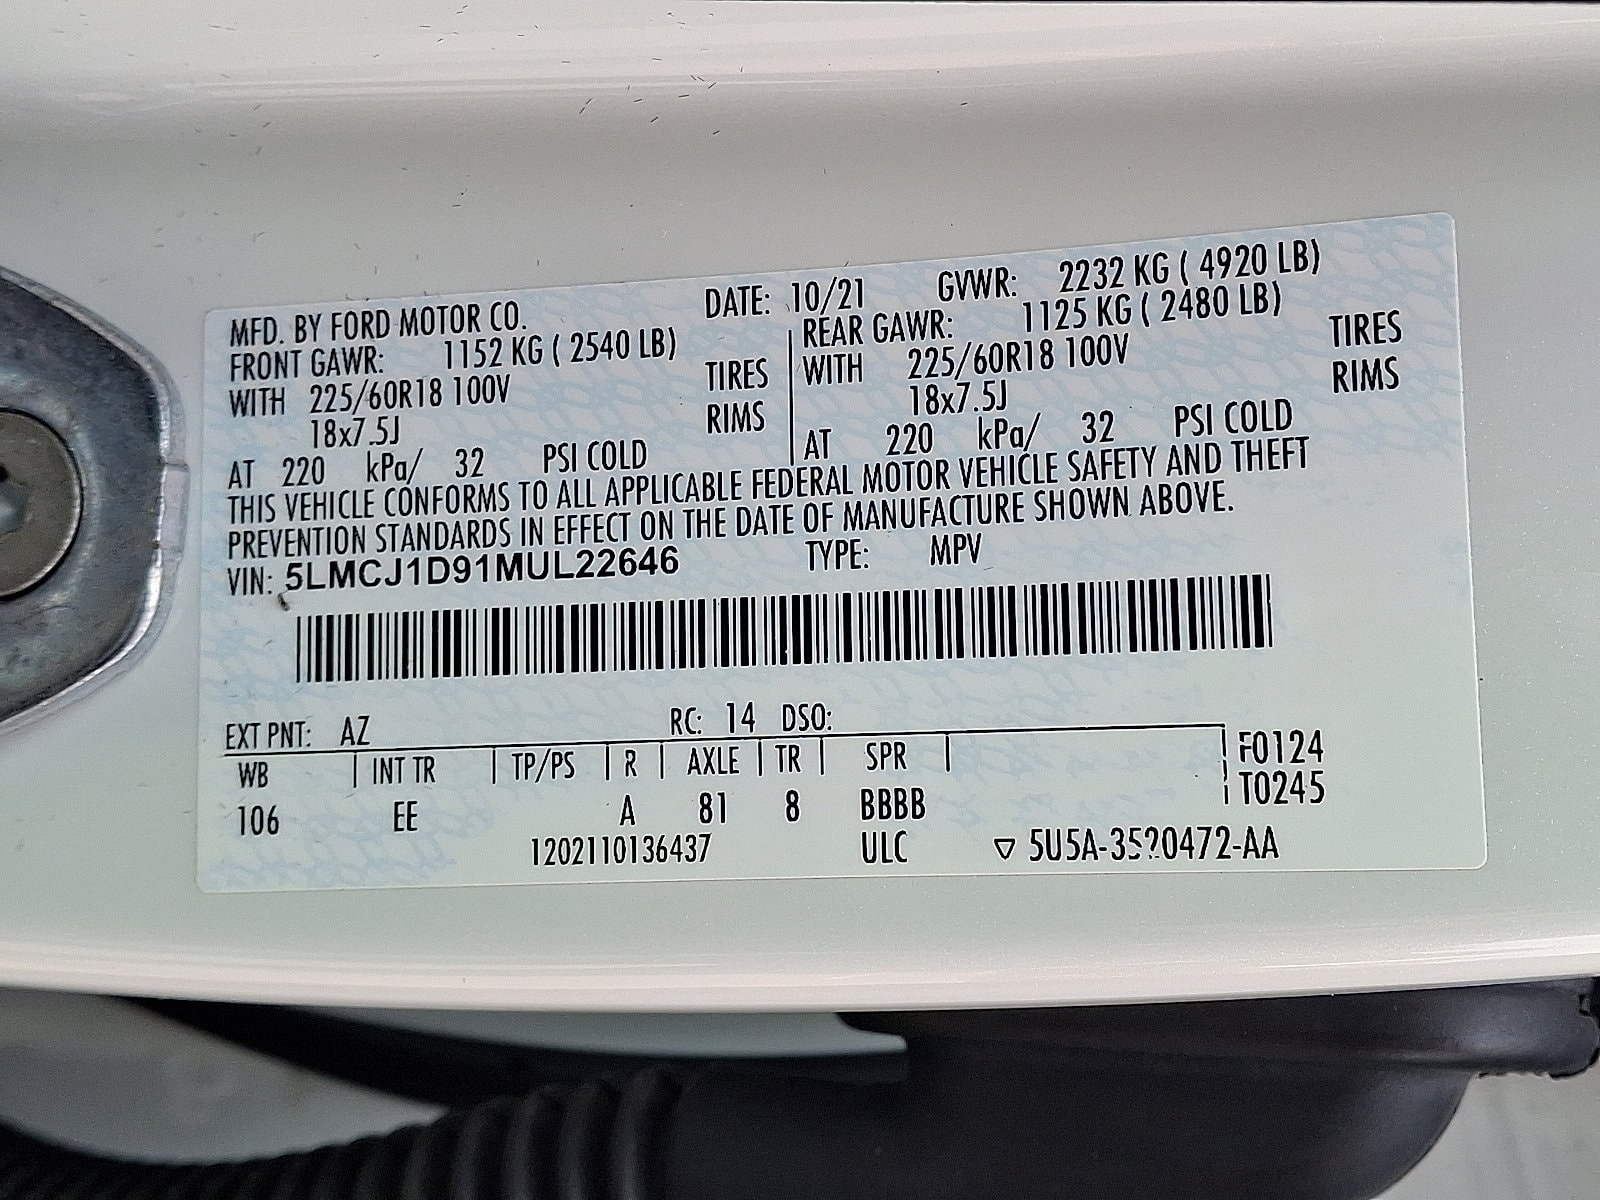 MFD. BY FORD MOTOR CO. DATE: 10/21 GVWR: 2232 KG ( 4920 LB)
FRONT GAWR: 1152 KG ( 2540 LB) REAR GAWR: 1125 KG ( 2480 LB)
WITH 225/60R18 100V TIRES WITH 225/60R18 100V TIRES
18x7.5J RIMS 18x7.5J RIMS
AT 220 kPa/ 32 PSI COLD AT 220 kPa/ 32 PSI COLD
THIS VEHICLE CONFORMS TO ALL APPLICABLE FEDERAL MOTOR VEHICLE SAFETY AND THEFT
PREVENTION STANDARDS IN EFFECT ON THE DATE OF MANUFACTURE SHOWN ABOVE.
VIN: 5LMCJ1D91MUL22646 TYPE: MPV
EXT PNT: AZ RC: 14 DSO:
WB INT TR TP/PS R AXLE TR SPR F0124
106 EE A 81 8 BBBB T0245
1202110136437 ULC ▽ 5U5A-3520472-AA